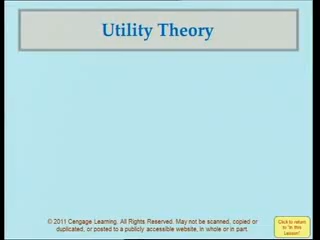 Utility Theory
© 2011 Cengage Learning. All Rights Reserved. May not be scanned, copied or
duplicated, or posted to a publicly accessible website, in whole or in part.
Click to return
to "In this
Lesson"